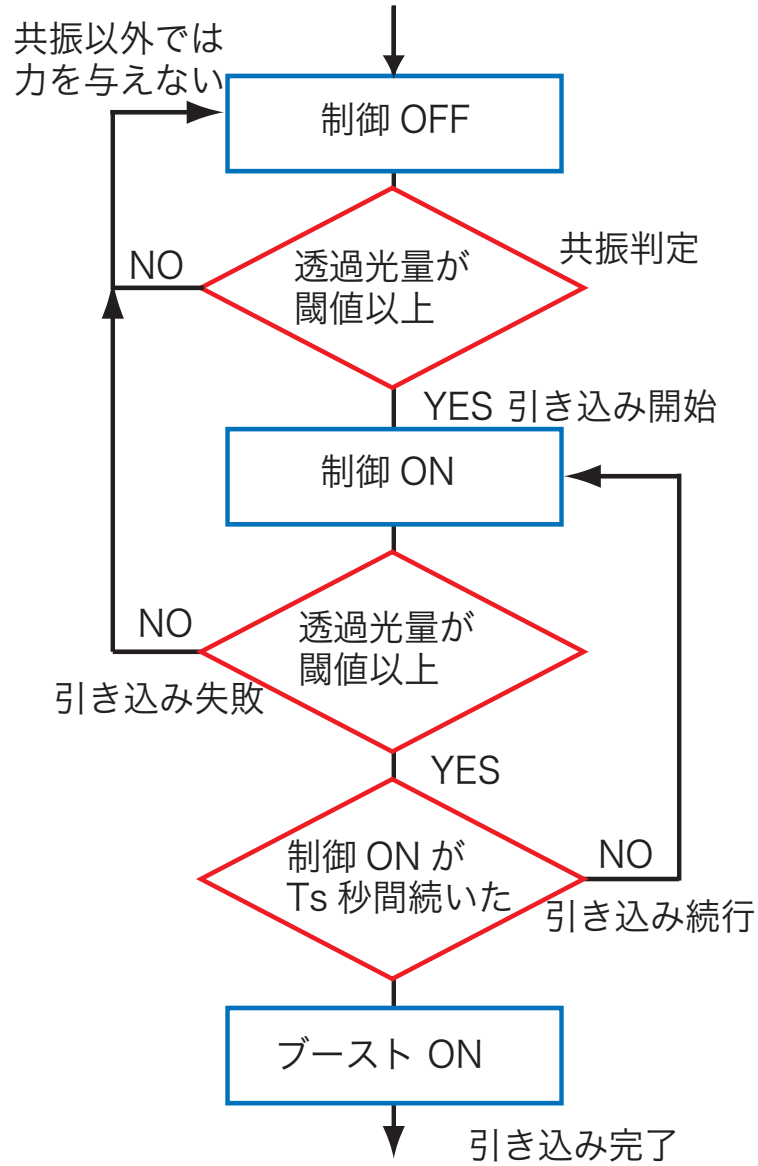 共振以外では
力を与えない
制御 OFF
共振判定
NO
透過光量が
閾値以上
YES 引き込み開始
制御 ON
NO
透過光量が
閾値以上
引き込み失敗
YES
制御 ON が
Ts 秒間続いた
NO
引き込み続行
ブースト ON
引き込み完了